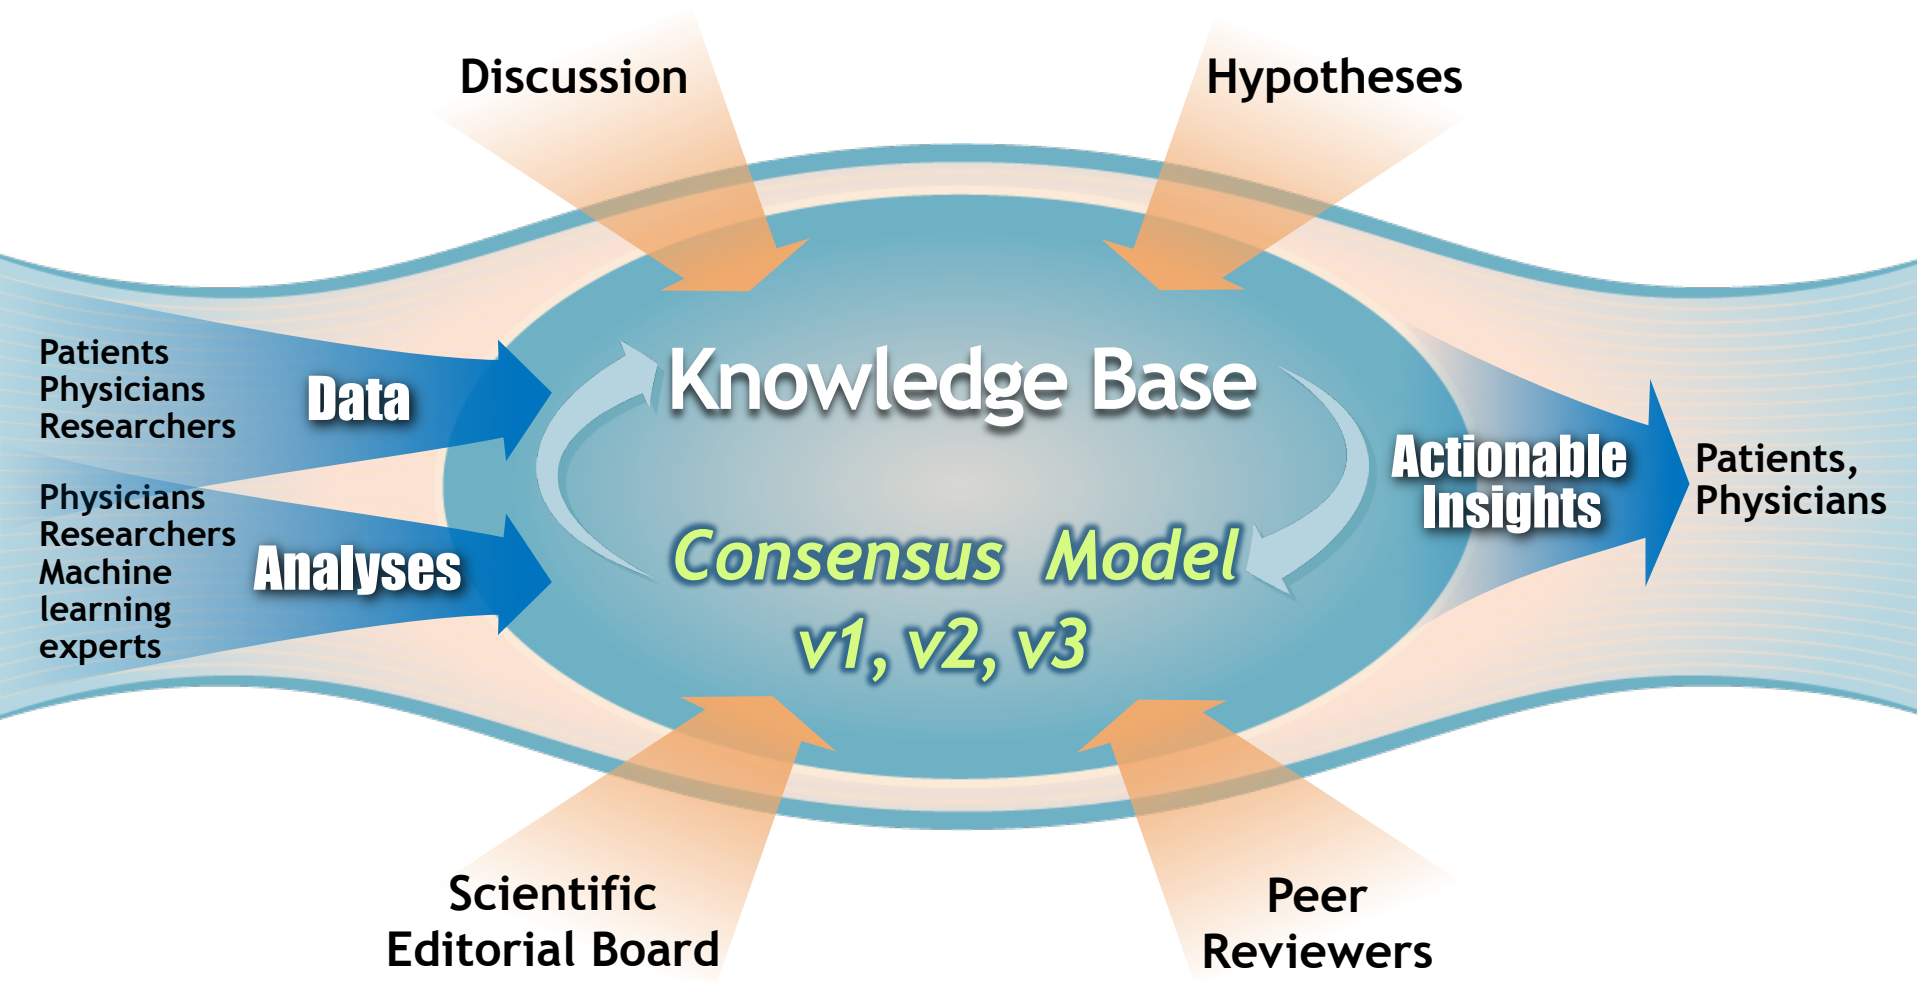 Discussion
Hypotheses
Patients
Physicians
Researchers
Data
Physicians
Researchers
Machine
learning
experts
Analyses
Knowledge Base
Consensus Model
v1, v2, v3
Actionable
Insights
Patients,
Physicians
Scientific
Editorial Board
Peer
Reviewers